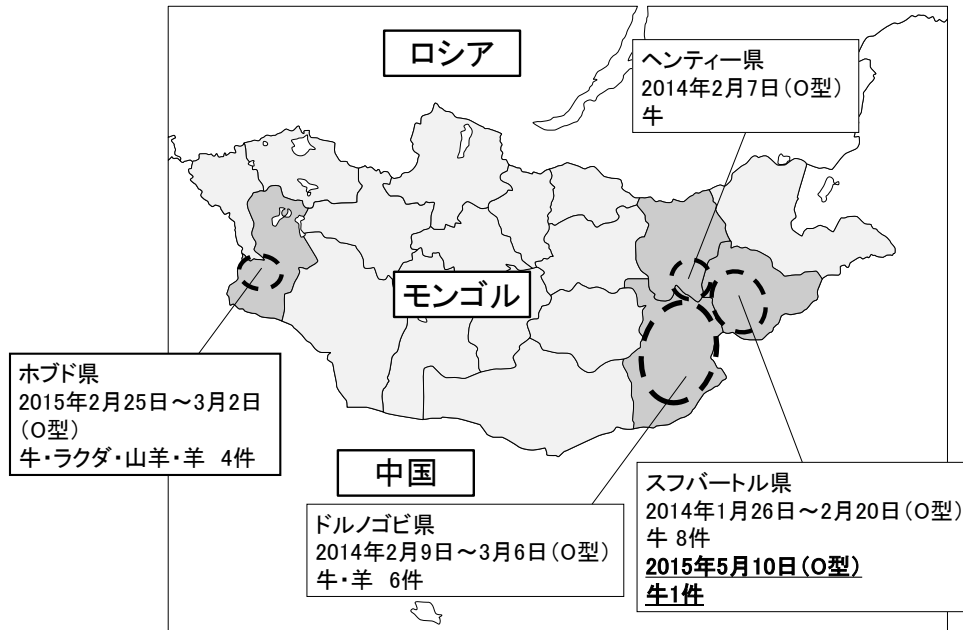 ロシア
ヘンティー県
2014年2月7日(O型)
牛
モンゴル
ホブド県
2015年2月25日~3月2日
(O型)
牛・ラクダ・山羊・羊 4件
中国
ドルノゴビ県
2014年2月9日~3月6日(O型)
牛・羊 6件
スフバートル県
2014年1月26日~2月20日(O型)
牛 8件
2015年5月10日(O型)
牛1件